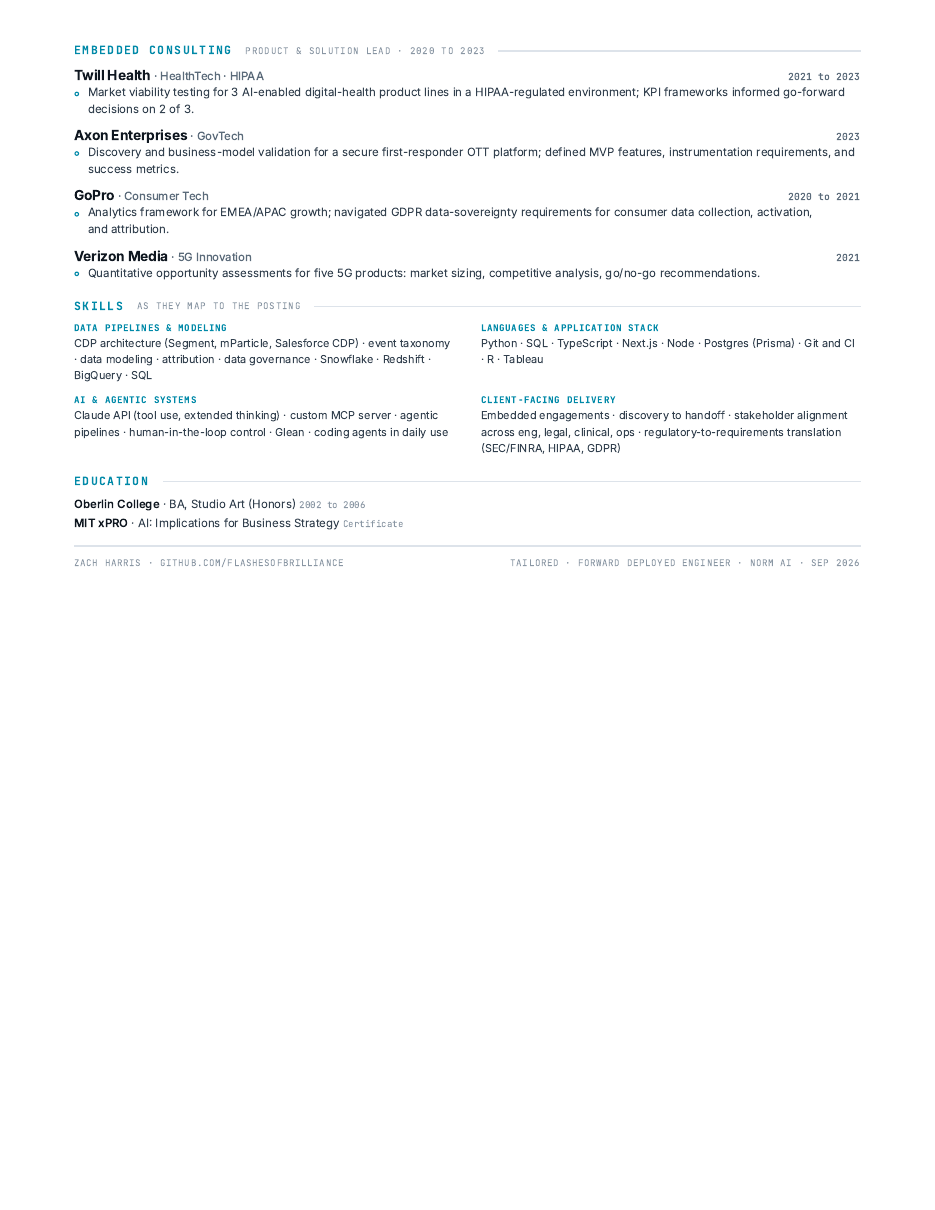 EMBEDDED CONSULTING PRODUCT & SOLUTION LEAD · 2020 TO 2023
Twill Health · HealthTech · HIPAA 2021 to 2023
Market viability testing for 3 AI-enabled digital-health product lines in a HIPAA-regulated environment; KPI frameworks informed go-forward
decisions on 2 of 3.
Axon Enterprises · GovTech 2023
Discovery and business-model validation for a secure first-responder OTT platform; defined MVP features, instrumentation requirements, and
success metrics.
GoPro · Consumer Tech 2020 to 2021
Analytics framework for EMEA/APAC growth; navigated GDPR data-sovereignty requirements for consumer data collection, activation,
and attribution.
Verizon Media · 5G Innovation 2021
Quantitative opportunity assessments for five 5G products: market sizing, competitive analysis, go/no-go recommendations.
SKILLS AS THEY MAP TO THE POSTING
DATA PIPELINES & MODELING
CDP architecture (Segment, mParticle, Salesforce CDP) · event taxonomy
· data modeling · attribution · data governance · Snowflake · Redshift ·
BigQuery · SQL
LANGUAGES & APPLICATION STACK
Python · SQL · TypeScript · Next.js · Node · Postgres (Prisma) · Git and CI
· R · Tableau
AI & AGENTIC SYSTEMS
Claude API (tool use, extended thinking) · custom MCP server · agentic
pipelines · human-in-the-loop control · Glean · coding agents in daily use
CLIENT-FACING DELIVERY
Embedded engagements · discovery to handoff · stakeholder alignment
across eng, legal, clinical, ops · regulatory-to-requirements translation
(SEC/FINRA, HIPAA, GDPR)
EDUCATION
Oberlin College · BA, Studio Art (Honors) 2002 to 2006
MIT xPRO · AI: Implications for Business Strategy Certificate
ZACH HARRIS · GITHUB.COM/FLASHESOFBRILLIANCE TAILORED · FORWARD DEPLOYED ENGINEER · NORM AI · SEP 2026